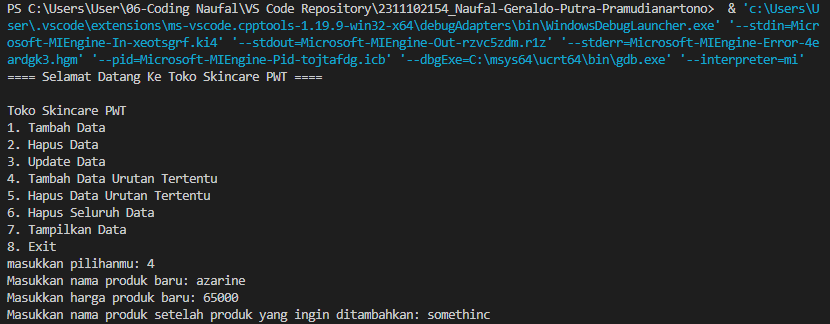 PS C:\Users\User\06-Coding Naufal\VS Code Repository\2311102154_Naufal-Geraldo-Putra-Pramudianartono>  & 'c:\Users\U
ser\.vscode\extensions\ms-vscode.cpptools-1.19.9-win32-x64\debugAdapters\bin\WindowsDebugLauncher.exe' '--stdin=Micr
osoft-MIEngine-In-xeotsgrf.ki4' '--stdout=Microsoft-MIEngine-Out-rzvc5zdm.r1z' '--stderr=Microsoft-MIEngine-Error-4e
ardgk3.hgm' '--pid=Microsoft-MIEngine-Pid-tojtafdg.icb' '--dbgExe=C:\msys64\ucrt64\bin\gdb.exe' '--interpreter=mi'
==== Selamat Datang Ke Toko Skincare PWT ====
Toko Skincare PWT
1. Tambah Data
2. Hapus Data
3. Update Data
4. Tambah Data Urutan Tertentu
5. Hapus Data Urutan Tertentu
6. Hapus Seluruh Data
7. Tampilkan Data
8. Exit
masukkan pilihanmu: 4
Masukkan nama produk baru: azarine
Masukkan harga produk baru: 65000
Masukkan nama produk setelah produk yang ingin ditambahkan: somethinc